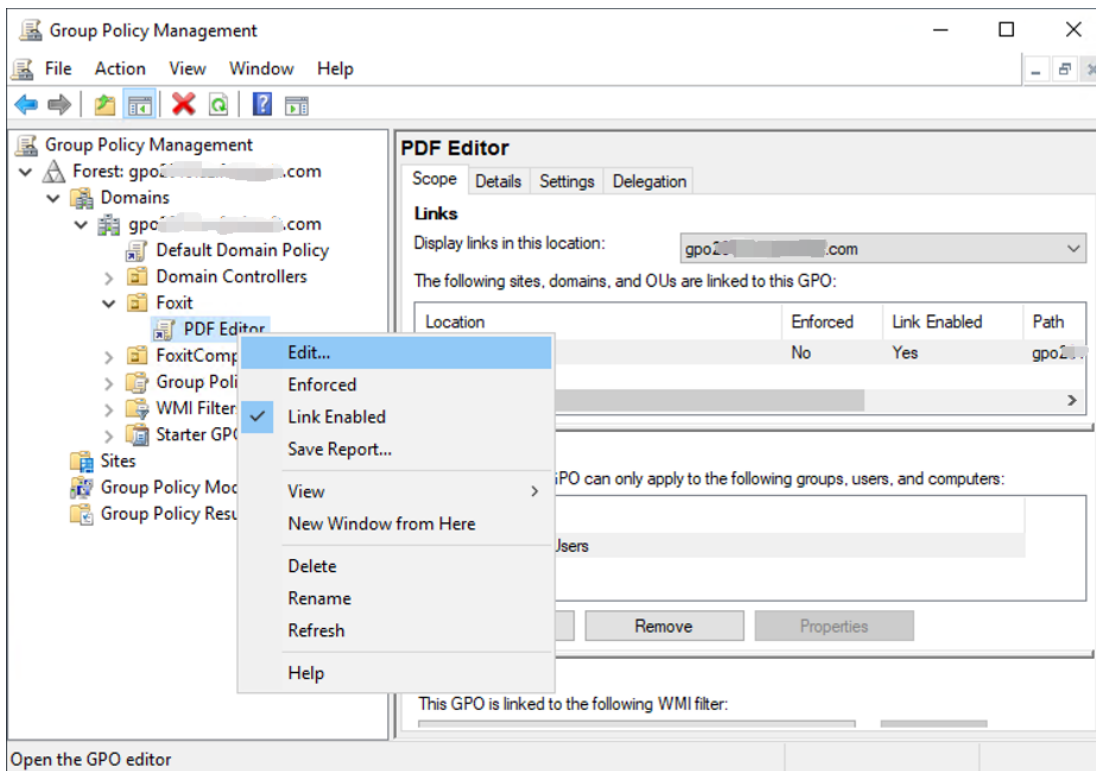 Group Policy Management
File Action View Window Help
Group Policy Management
Forest: gpo .com
Domains
gpo .com
Default Domain Policy
Domain Controllers
Foxit
PDF Editor
FoxitComp
Group Poli
WMI Filter
Starter GPO
Sites
Group Policy Mod
Group Policy Resu
Edit...
Enforced
Link Enabled
Save Report...
View
New Window from Here
Delete
Rename
Refresh
Help
PDF Editor
Scope Details Settings Delegation
Links
Display links in this location: gpo2 .com
The following sites, domains, and OUs are linked to this GPO:
Location Enforced Link Enabled Path
No Yes gpo2
GPO can only apply to the following groups, users, and computers:
Users
Remove Properties
This GPO is linked to the following WMI filter:
Open the GPO editor